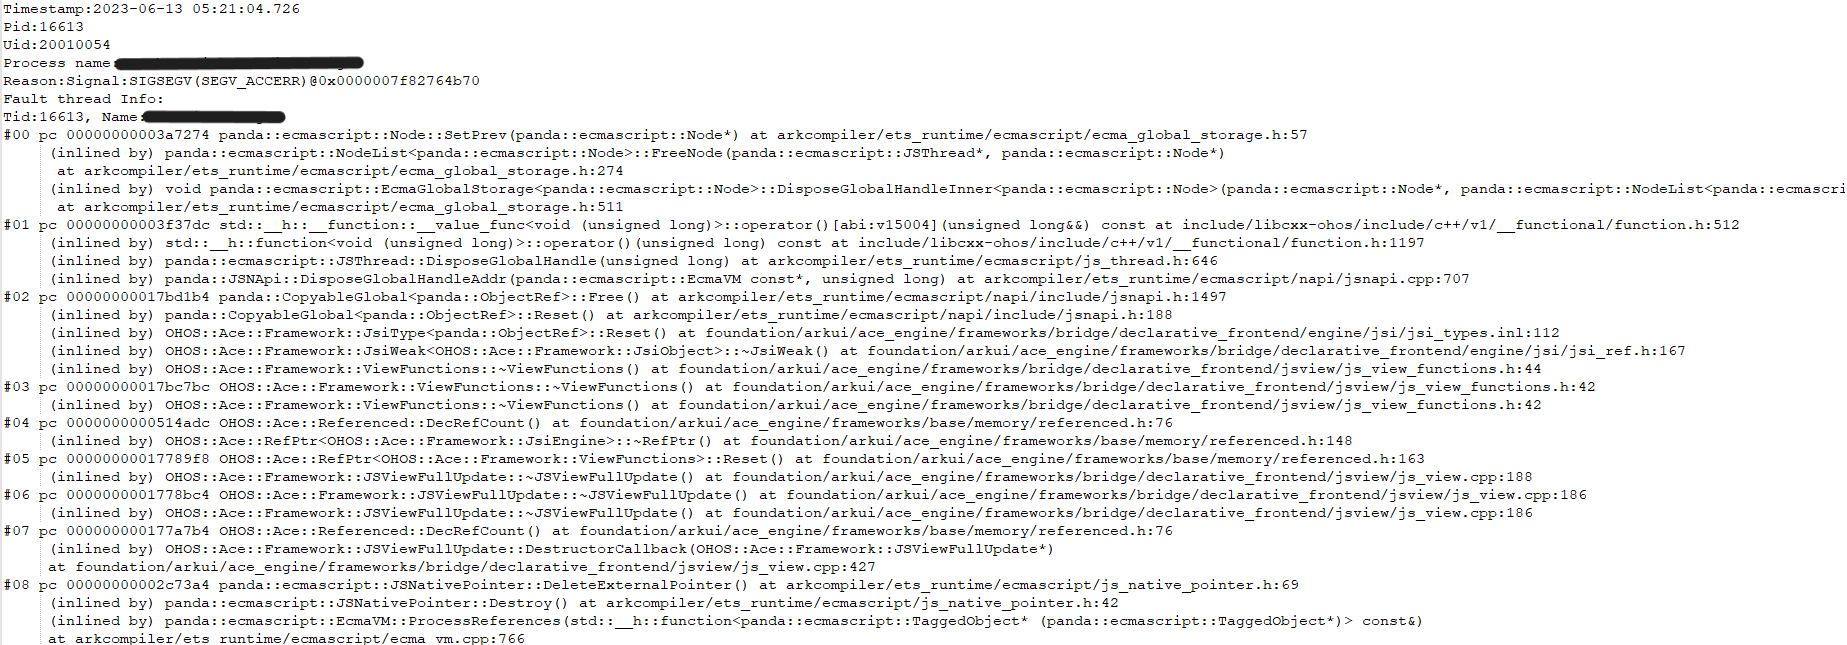 Timestamp:2023-06-13 05:21:04.726
Pid:16613
Uid:20010054
Process name:
Reason:Signal:SIGSEGV(SEGV_ACCERR)@0x0000007f82764b70
Fault thread Info:
Tid:16613, Name:
#00 pc 00000000003a7274 panda::ecmascript::Node::SetPrev(panda::ecmascript::Node*) at arkcompiler/ets_runtime/ecmascript/ecma_global_storage.h:57
(inlined by) panda::ecmascript::NodeList<panda::ecmascript::Node>::FreeNode(panda::ecmascript::JSThread*, panda::ecmascript::Node*)
at arkcompiler/ets_runtime/ecmascript/ecma_global_storage.h:274
(inlined by) void panda::ecmascript::EcmaGlobalStorage<panda::ecmascript::Node>::DisposeGlobalHandleInner<panda::ecmascript::Node>(panda::ecmascript::Node*, panda::ecmascript::NodeList<panda::ecmascri
at arkcompiler/ets_runtime/ecmascript/ecma_global_storage.h:511
#01 pc 00000000003f37dc std::__h::__function::__value_func<void (unsigned long)>::operator()[abi:v15004](unsigned long&&) const at include/libcxx-ohos/include/c++/v1/__functional/function.h:512
(inlined by) std::__h::function<void (unsigned long)>::operator()(unsigned long) const at include/libcxx-ohos/include/c++/v1/__functional/function.h:1197
(inlined by) panda::ecmascript::JSThread::DisposeGlobalHandle(unsigned long) at arkcompiler/ets_runtime/ecmascript/js_thread.h:646
(inlined by) panda::JSNApi::DisposeGlobalHandleAddr(panda::ecmascript::EcmaVM const*, unsigned long) at arkcompiler/ets_runtime/ecmascript/napi/jsnapi.cpp:707
#02 pc 00000000017bd1b4 panda::CopyableGlobal<panda::ObjectRef>::Free() at arkcompiler/ets_runtime/ecmascript/napi/include/jsnapi.h:1497
(inlined by) panda::CopyableGlobal<panda::ObjectRef>::Reset() at arkcompiler/ets_runtime/ecmascript/napi/include/jsnapi.h:188
(inlined by) OHOS::Ace::Framework::JsiType<panda::ObjectRef>::Reset() at foundation/arkui/ace_engine/frameworks/bridge/declarative_frontend/engine/jsi/jsi_types.inl:112
(inlined by) OHOS::Ace::Framework::JsiWeak<OHOS::Ace::Framework::JsiObject>::~JsiWeak() at foundation/arkui/ace_engine/frameworks/bridge/declarative_frontend/engine/jsi/jsi_ref.h:167
(inlined by) OHOS::Ace::Framework::ViewFunctions::~ViewFunctions() at foundation/arkui/ace_engine/frameworks/bridge/declarative_frontend/jsview/js_view_functions.h:44
#03 pc 00000000017bc7bc OHOS::Ace::Framework::ViewFunctions::~ViewFunctions() at foundation/arkui/ace_engine/frameworks/bridge/declarative_frontend/jsview/js_view_functions.h:42
(inlined by) OHOS::Ace::Framework::ViewFunctions::~ViewFunctions() at foundation/arkui/ace_engine/frameworks/bridge/declarative_frontend/jsview/js_view_functions.h:42
#04 pc 0000000000514adc OHOS::Ace::Referenced::DecRefCount() at foundation/arkui/ace_engine/frameworks/base/memory/referenced.h:76
(inlined by) OHOS::Ace::RefPtr<OHOS::Ace::Framework::JsiEngine>::~RefPtr() at foundation/arkui/ace_engine/frameworks/base/memory/referenced.h:148
#05 pc 00000000017789f8 OHOS::Ace::RefPtr<OHOS::Ace::Framework::ViewFunctions>::Reset() at foundation/arkui/ace_engine/frameworks/base/memory/referenced.h:163
(inlined by) OHOS::Ace::Framework::JSViewFullUpdate::~JSViewFullUpdate() at foundation/arkui/ace_engine/frameworks/bridge/declarative_frontend/jsview/js_view.cpp:188
#06 pc 0000000001778bc4 OHOS::Ace::Framework::JSViewFullUpdate::~JSViewFullUpdate() at foundation/arkui/ace_engine/frameworks/bridge/declarative_frontend/jsview/js_view.cpp:186
(inlined by) OHOS::Ace::Framework::JSViewFullUpdate::~JSViewFullUpdate() at foundation/arkui/ace_engine/frameworks/bridge/declarative_frontend/jsview/js_view.cpp:186
#07 pc 000000000177a7b4 OHOS::Ace::Referenced::DecRefCount() at foundation/arkui/ace_engine/frameworks/base/memory/referenced.h:76
(inlined by) OHOS::Ace::Framework::JSViewFullUpdate::DestructorCallback(OHOS::Ace::Framework::JSViewFullUpdate*)
at foundation/arkui/ace_engine/frameworks/bridge/declarative_frontend/jsview/js_view.cpp:427
#08 pc 00000000002c73a4 panda::ecmascript::JSNativePointer::DeleteExternalPointer() at arkcompiler/ets_runtime/ecmascript/js_native_pointer.h:69
(inlined by) panda::ecmascript::JSNativePointer::Destroy() at arkcompiler/ets_runtime/ecmascript/js_native_pointer.h:42
(inlined by) panda::ecmascript::EcmaVM::ProcessReferences(std::__h::function<panda::ecmascript::TaggedObject* (panda::ecmascript::TaggedObject*)> const&)
at arkcompiler/ets_runtime/ecmascript/ecma_vm.cpp:766